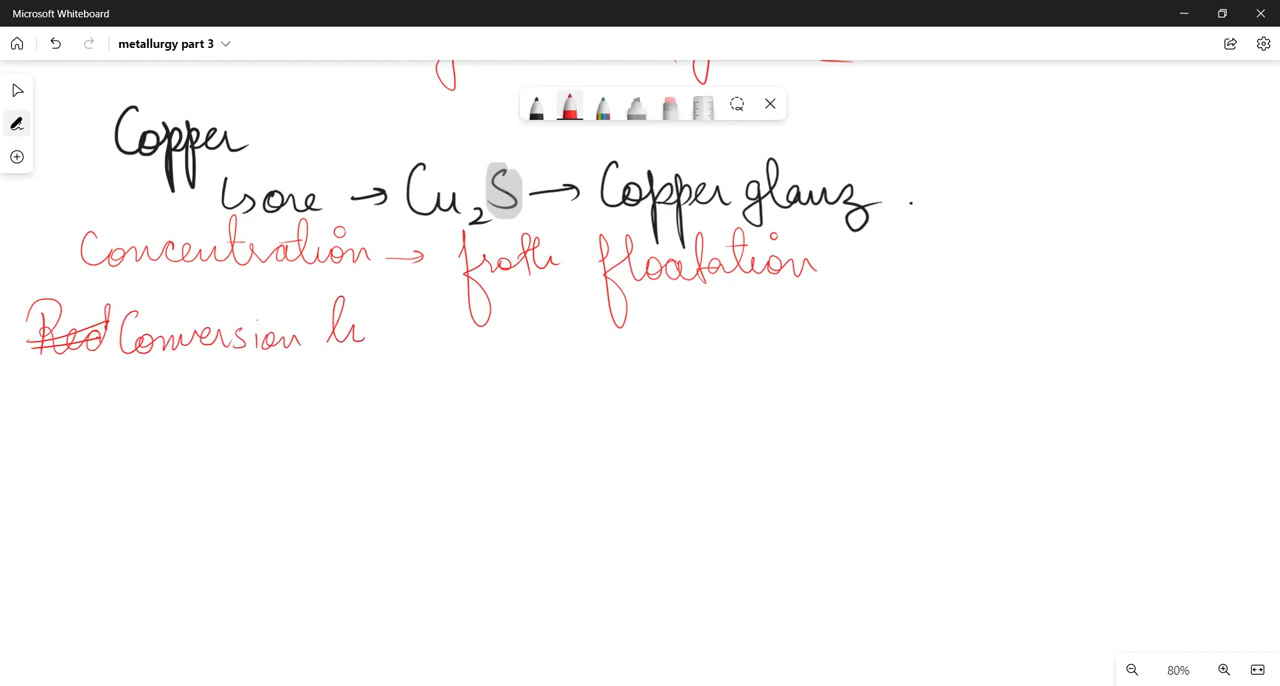 Microsoft Whiteboard
metallurgy part 3
Copper
ore → Cu₂S → Copper glanz .
Concentration → froth floatation
Red Conversion
80%